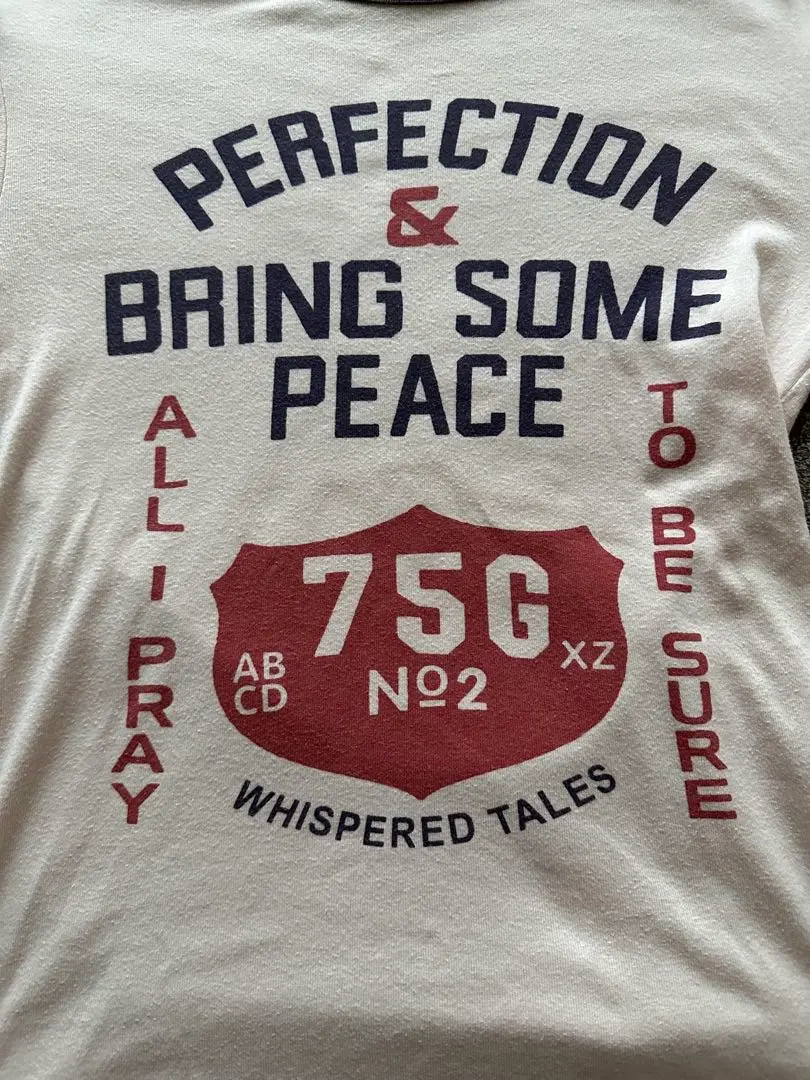 PERFECTION
&
BRING SOME
PEACE
ALL I PRAY
TO BE SURE
75G
AB
CD
XZ
Nº2
WHISPERED TALES